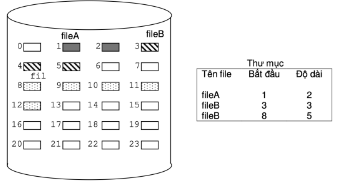 fileA
fileB
0 1 2 3
4 5 6 7
fil
8 9 10 11
12 13 14 15
16 17 18 19
20 21 22 23
Thư mục
Tên file Bắt đầu Độ dài
fileA 1 2
fileB 3 3
fileB 8 5